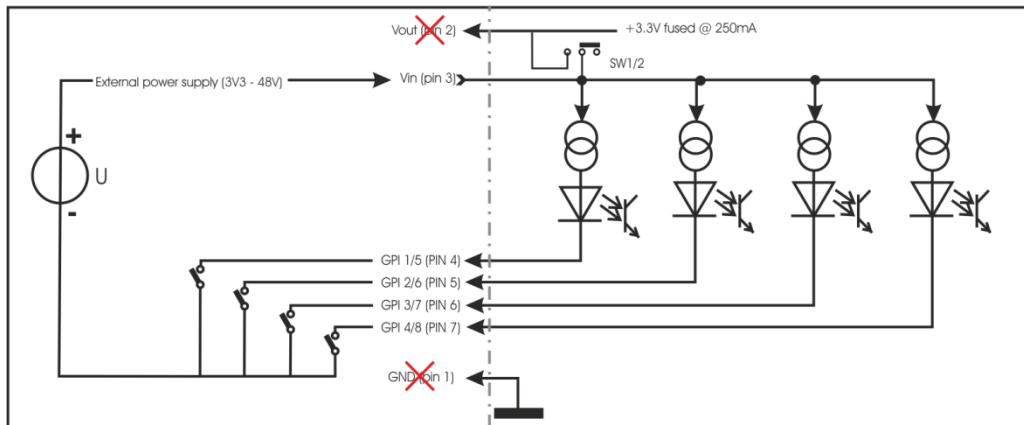 Vout (pin 2)
+3.3V fused @ 250mA
SW1/2
External power supply (3V3 - 48V)
Vin (pin 3)
+
U
-
GPI 1/5 (PIN 4)
GPI 2/6 (PIN 5)
GPI 3/7 (PIN 6)
GPI 4/8 (PIN 7)
GND (pin 1)